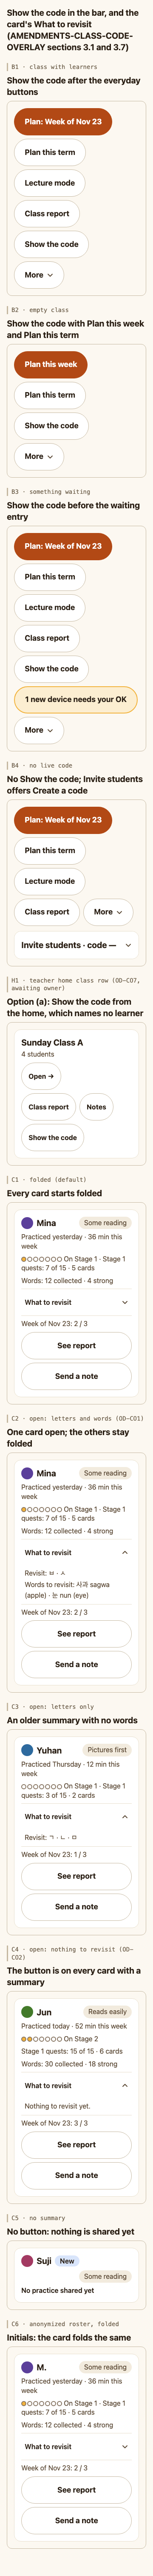 Show the code in the bar, and the
card's What to revisit
(AMENDMENTS-CLASS-CODE-
OVERLAY sections 3.1 and 3.7)
B1 · class with learners
Show the code after the everyday
buttons
Plan: Week of Nov 23
Plan this term
Lecture mode
Class report
Show the code
More
B2 · empty class
Show the code with Plan this week
and Plan this term
Plan this week
Plan this term
Show the code
More
B3 · something waiting
Show the code before the waiting
entry
Plan: Week of Nov 23
Plan this term
Lecture mode
Class report
Show the code
1 new device needs your OK
More
B4 · no live code
No Show the code; Invite students
offers Create a code
Plan: Week of Nov 23
Plan this term
Lecture mode
Class report
More
Invite students · code —
H1 · teacher home class row (OD-CO7,
awaiting owner)
Option (a): Show the code from
the home, which names no learner
Sunday Class A
4 students
Open →
Class report
Notes
Show the code
C1 · folded (default)
Every card starts folded
Mina
Some reading
Practiced yesterday · 36 min this
week
On Stage 1 · Stage 1
quests: 7 of 15 · 5 cards
Words: 12 collected · 4 strong
What to revisit
Week of Nov 23: 2 / 3
See report
Send a note
C2 · open: letters and words (OD-CO1)
One card open; the others stay
folded
Mina
Some reading
Practiced yesterday · 36 min this
week
On Stage 1 · Stage 1
quests: 7 of 15 · 5 cards
Words: 12 collected · 4 strong
What to revisit
Revisit: ㅂ · ㅅ
Words to revisit: 사과 sagwa
(apple) · 눈 nun (eye)
Week of Nov 23: 2 / 3
See report
Send a note
C3 · open: letters only
An older summary with no words
Yuhan
Pictures first
Practiced Thursday · 12 min this
week
On Stage 1 · Stage 1
quests: 3 of 15 · 2 cards
What to revisit
Revisit: ㄱ · ㄴ · ㅁ
Week of Nov 23: 1 / 3
See report
Send a note
C4 · open: nothing to revisit (OD-
CO2)
The button is on every card with a
summary
Jun
Reads easily
Practiced today · 52 min this week
On Stage 2
Stage 1 quests: 15 of 15 · 6 cards
Words: 30 collected · 18 strong
What to revisit
Nothing to revisit yet.
Week of Nov 23: 3 / 3
See report
Send a note
C5 · no summary
No button: nothing is shared yet
Suji
New
Some reading
No practice shared yet
C6 · anonymized roster, folded
Initials: the card folds the same
M.
Some reading
Practiced yesterday · 36 min this
week
On Stage 1 · Stage 1
quests: 7 of 15 · 5 cards
Words: 12 collected · 4 strong
What to revisit
Week of Nov 23: 2 / 3
See report
Send a note